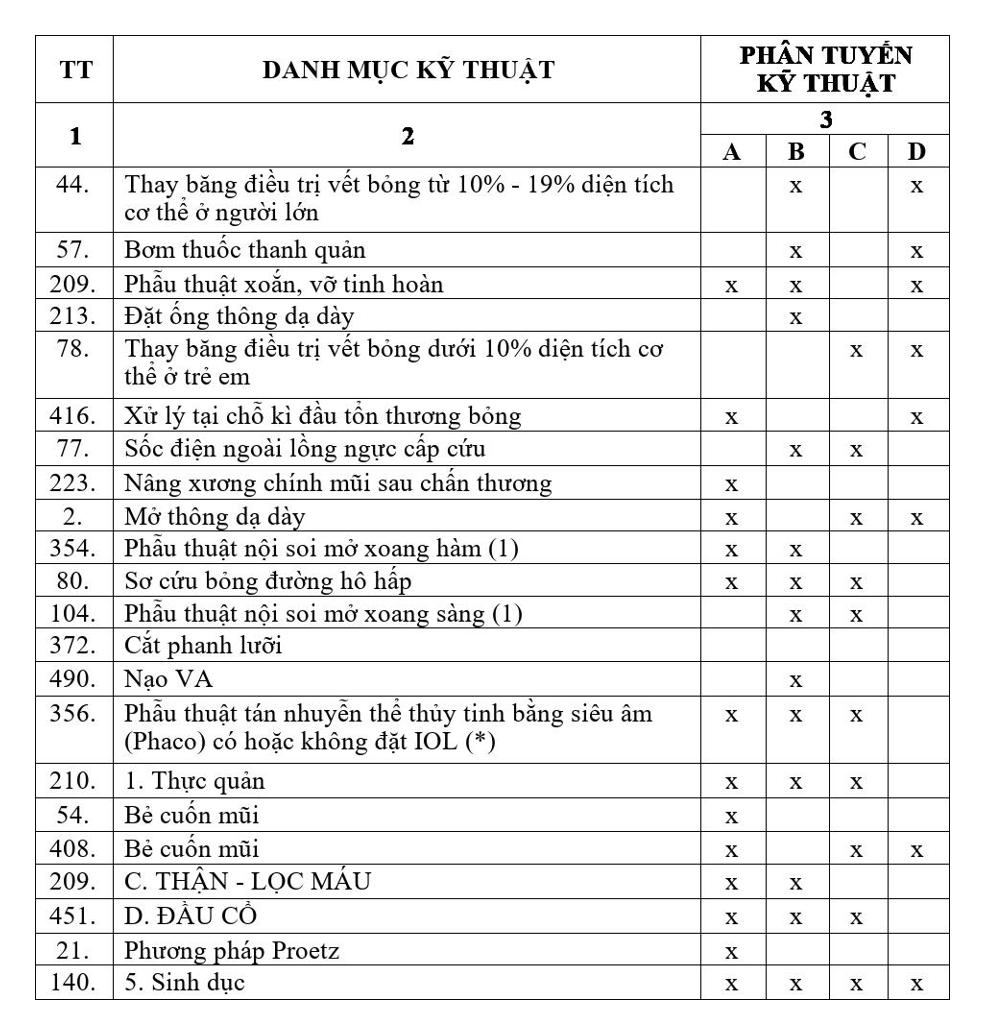 TT DANH MỤC KỸ THUẬT PHÂN TUYẾN
KỸ THUẬT
1 2 3
A B C D
44. Thay băng điều trị vết bỏng từ 10% - 19% diện tích x x
cơ thể ở người lớn
57. Bơm thuốc thanh quản x x
209. Phẫu thuật xoắn, vỡ tinh hoàn x x x
213. Đặt ống thông dạ dày x
78. Thay băng điều trị vết bỏng dưới 10% diện tích cơ x x
thể ở trẻ em
416. Xử lý tại chỗ kì đầu tổn thương bỏng x x
77. Sốc điện ngoài lồng ngực cấp cứu x x
223. Nâng xương chính mũi sau chấn thương x
2. Mở thông dạ dày x x x
354. Phẫu thuật nội soi mở xoang hàm (1) x x
80. Sơ cứu bỏng đường hô hấp x x x
104. Phẫu thuật nội soi mở xoang sàng (1) x x
372. Cắt phanh lưỡi
490. Nạo VA x
356. Phẫu thuật tán nhuyễn thể thủy tinh bằng siêu âm x x x
(Phaco) có hoặc không đặt IOL (*)
210. 1. Thực quản x x x
54. Bẻ cuốn mũi x
408. Bẻ cuốn mũi x x x
209. C. THẬN - LỌC MÁU x x
451. D. ĐẦU CỔ x x x
21. Phương pháp Proetz x
140. 5. Sinh dục x x x x